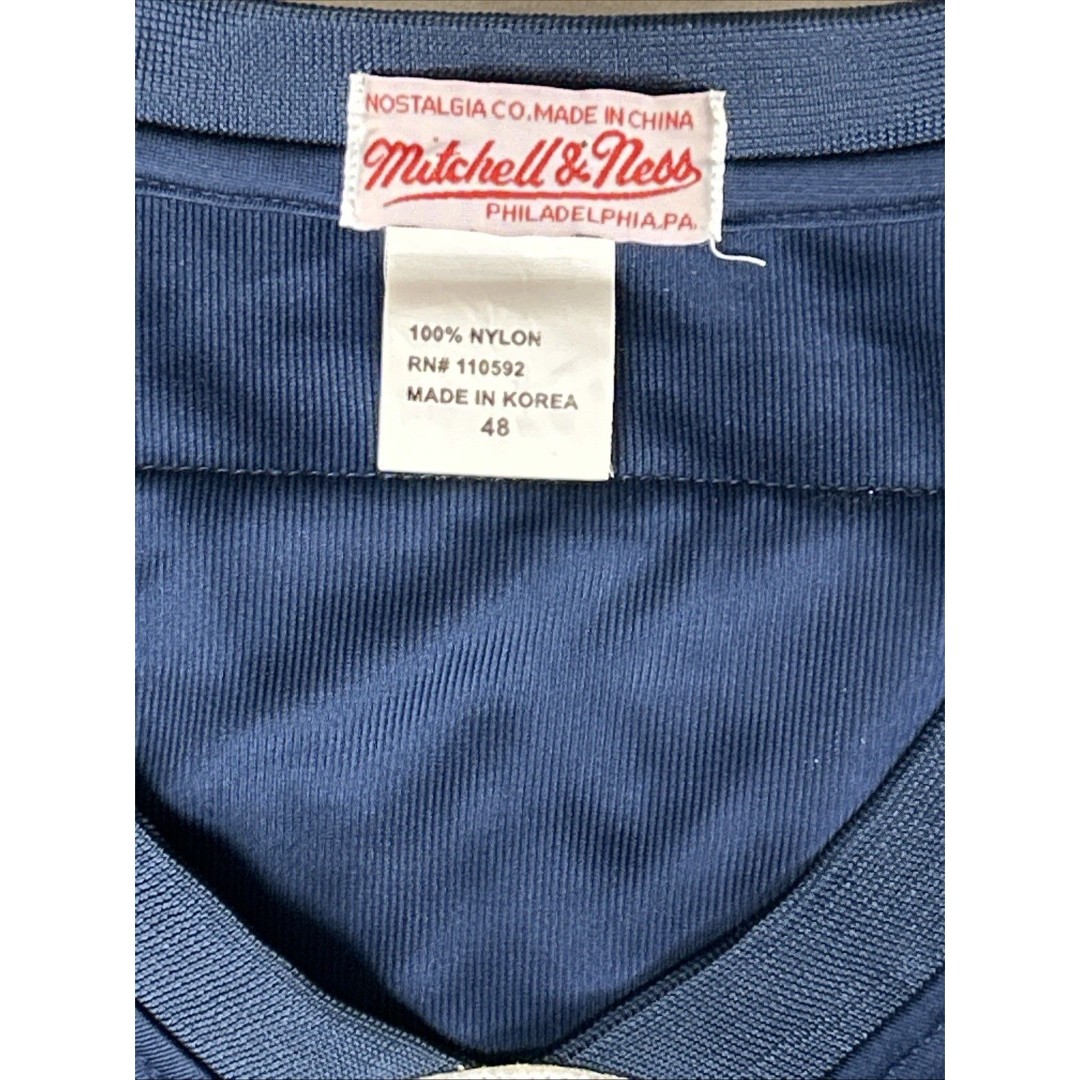 NOSTALGIA CO. MADE IN CHINA
Mitchell & Ness
PHILADELPHIA, PA.
100% NYLON
RN# 110592
MADE IN KOREA
48